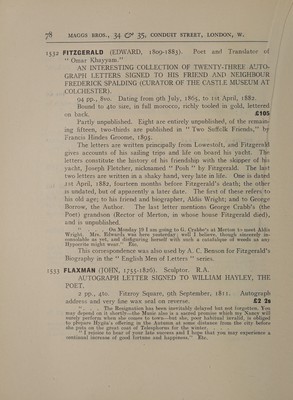 78 MAGGS BROS., 34 & 35, CONDUIT STREET, LONDON, W.
1532 FITZGERALD (EDWARD, 1809-1883). Poet and Translator of
" Omar Khayyam."
AN INTERESTING COLLECTION OF TWENTY-THREE AUTO-
GRAPH LETTERS SIGNED TO HIS FRIEND AND NEIGHBOUR
FREDERICK SPALDING (CURATOR OF THE CASTLE MUSEUM AT
COLCHESTER).
94 pp., 8vo. Dating from 9th July, 1865, to 1st April, 1882.
Bound to 4to size, in full morocco, richly tooled in gold, lettered
on back. £105
Partly unpublished. Eight are entirely unpublished, of the remain-
ing fifteen, two-thirds are published in " Two Suffolk Friends," by
Francis Hindes Groome, 1895.
The letters are written principally from Lowestoft, and Fitzgerald
gives accounts of his sailing trips and life on board his yacht. The
letters constitute the history of his friendship with the skipper of his
yacht, Joseph Fletcher, nicknamed " Posh " by Fitzgerald. The last
two letters are written in a shaky hand, very late in life. One is dated
1st April, 1882, fourteen months before Fitzgerald's death; the other
is undated, but of apparently a later date. The first of these refers to
his old age; to his friend and biographer, Aldis Wright; and to George
Borrow, the Author. The last letter mentions George Crabb's (the
Poet) grandson (Rector of Merton, in whose house Fitzgerald died),
and is unpublished.
" . . . On Monday (?) I am going to G. Crabbe's at Merton to meet Aldis
Wright. Mrs. Edwards was here yesterday; well I believe, though sincerely in-
consolable as yet, and disfiguring herself with such a catalogue of weeds as any
Hypocrite might wear." Etc.
This correspondence was also used by A. C. Benson for Fitzgerald's
Biography in the " English Men of Letters " series.
1533 FLAXMAN (JOHN, 1755-1826). Sculptor. R.A.
AUTOGRAPH LETTER SIGNED TO WILLIAM HAYLEY, THE
POET.
2 pp., 4to. Fitzroy Square, 9th September, 1811. Autograph
address and very fine wax seal on reverse. £2 2s
" . . . The Resignation has been inevitably delayed but not forgotten. You
may depend on it shortly—the Music also is a sacred promise which my Nancy will
surely perform when she comes to town—but she, poor habitual invalid, is obliged
to prepare Hygia's offering in the Autumn at some distance from the city before
she puts on the great coat of Telesphorus for the winter.
" I rejoice to hear of your late success and I hope that you may experience a
continual increase of good fortune and happiness." Etc.